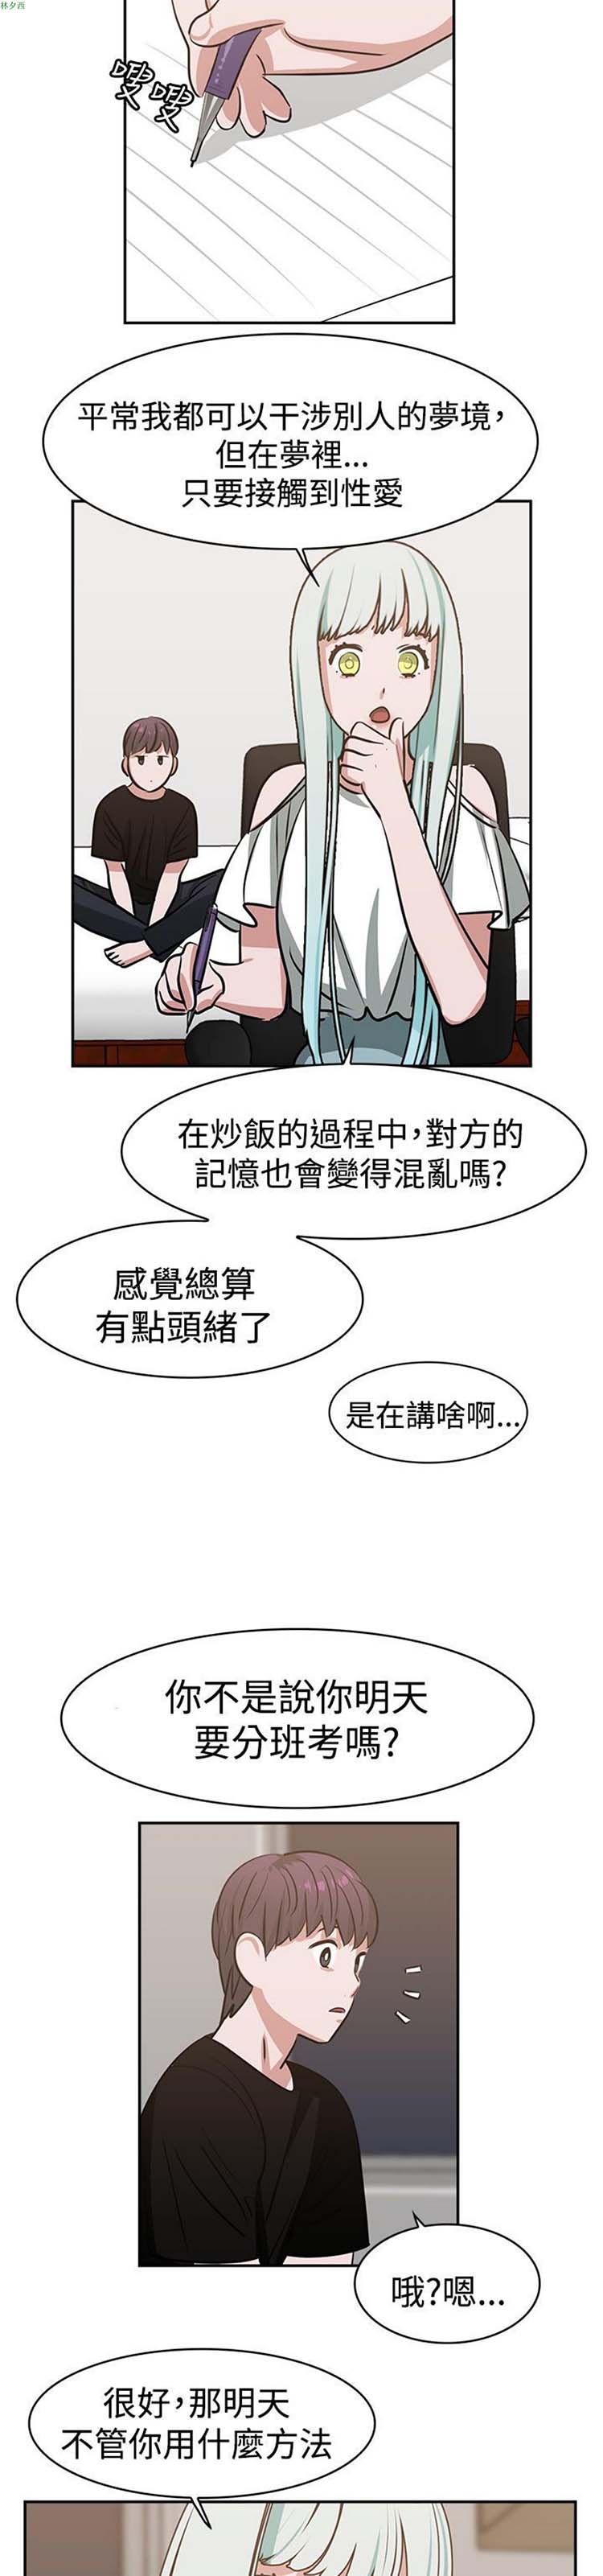 林夕西
嗖
嗖
平常我都可以干涉別人的夢境，
但在夢裡...
只要接觸到性愛
在炒飯的過程中，對方的
記憶也會變得混亂嗎?
感覺總算
有點頭緒了
是在講啥啊...
你不是說你明天
要分班考嗎?
哦?嗯...
很好，那明天
不管你用什麼方法